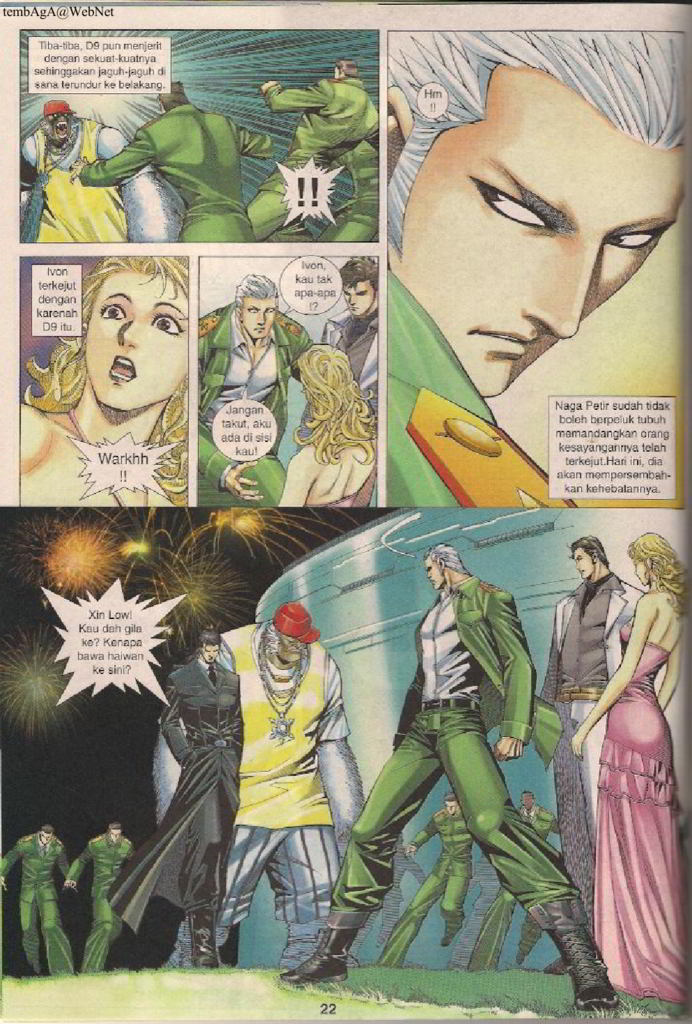 tembAgA@WebNet
Tiba-tiba, D9 pun menjerit
dengan sekuat-kuatnya
sehinggakan jaguh-jaguh di
sana terundur ke belakang.
!!
Hm
!!
Ivon
terkejut
dengan
karenah
D9 itu.
Warkhh
!!
Ivon,
kau tak
apa-apa
!?
Jangan
takut, aku
ada di sisi
kau!
Naga Petir sudah tidak
boleh berpeluk tubuh
memandangkan orang
kesayangannya telah
terkejut.Hari ini, dia
akan mempersembah-
kan kehebatannya.
Xin Low!
Kau dah gila
ke? Kenapa
bawa haiwan
ke sini?
22